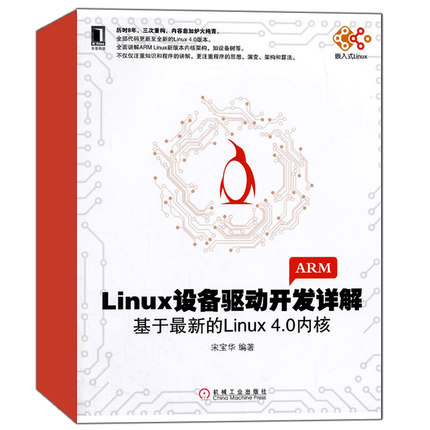 历时8年，三次重构，内容愈加炉火纯青。
全部代码更新至全新的Linux 4.0版本。
全面讲解ARM Linux新版本内核架构，如设备树等。
不仅仅注重知识和程序的讲解，更注重程序的思想、演变、架构和算法。
华章科技
嵌入式Linux
ARM
Linux设备驱动开发详解
基于最新的Linux 4.0内核
宋宝华 编著
机械工业出版社